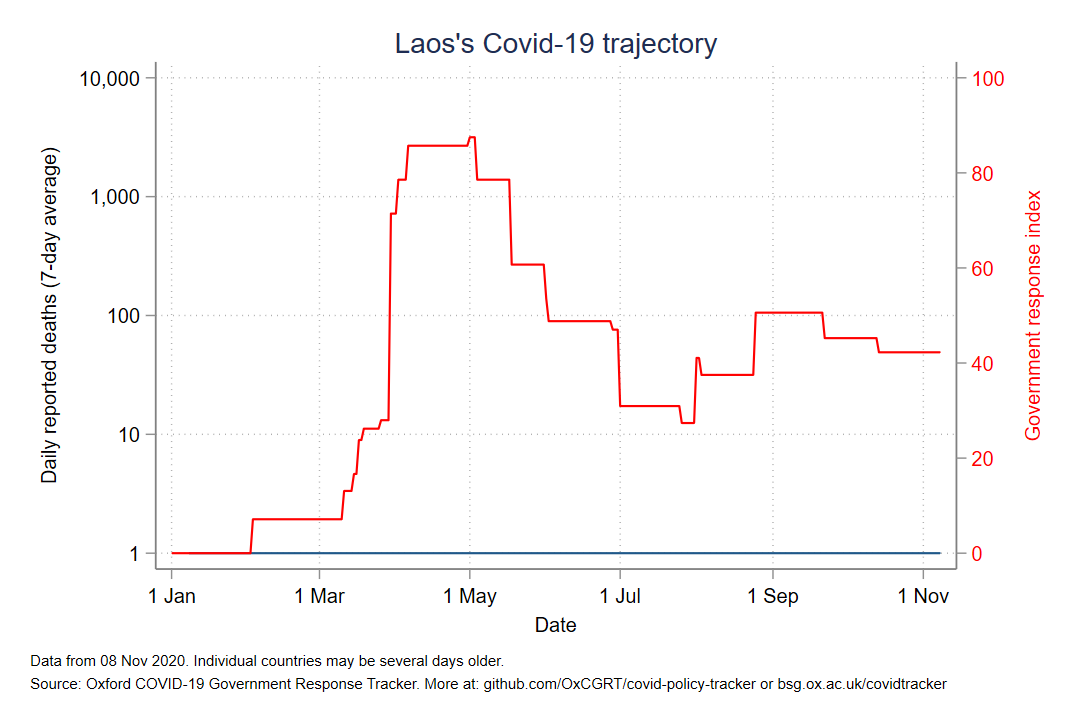 Laos's Covid-19 trajectory
Daily reported deaths (7-day average)
10,000
1,000
100
10
1
100
80
60
40
20
0
Government response index
1 Jan
1 Mar
1 May
1 Jul
1 Sep
1 Nov
Date
Data from 08 Nov 2020. Individual countries may be several days older.
Source: Oxford COVID-19 Government Response Tracker. More at: github.com/OxCGRT/covid-policy-tracker or bsg.ox.ac.uk/covidtracker